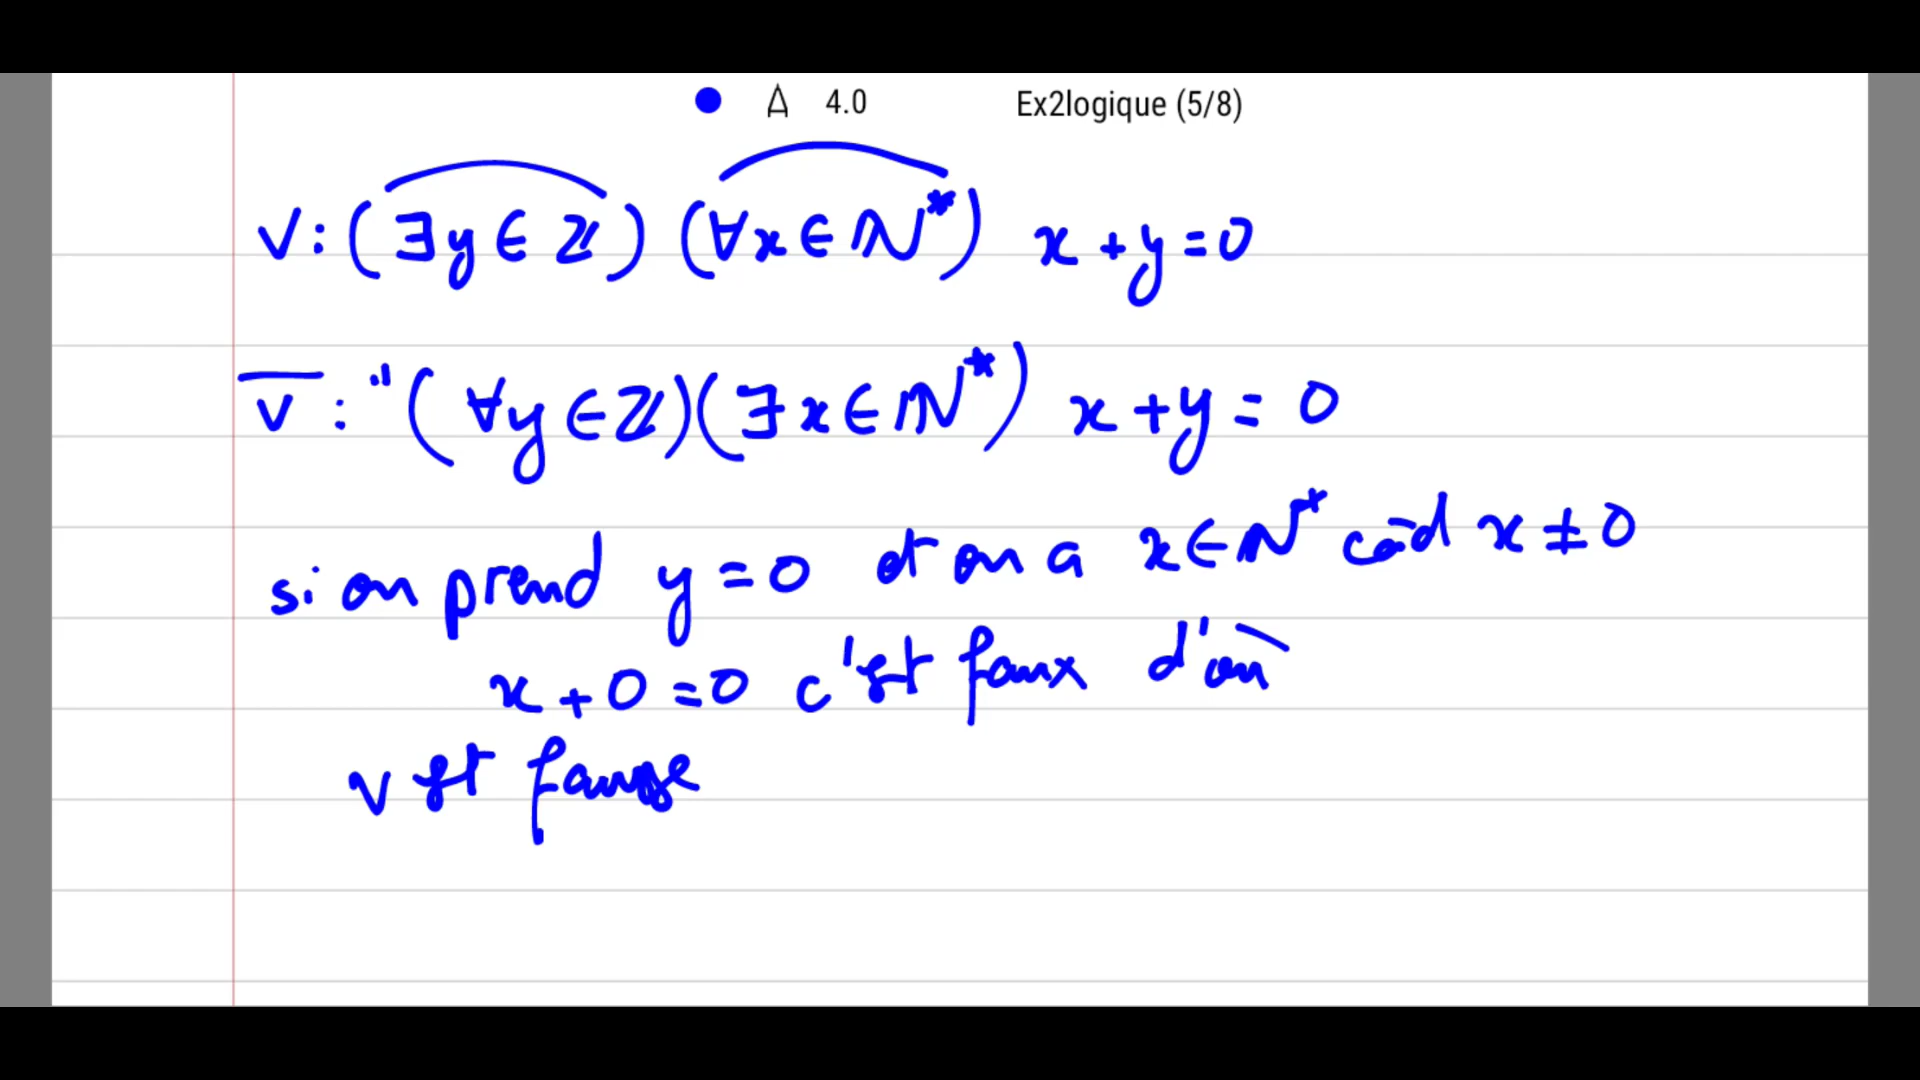 Δ 4.0 Ex2logique (5/8)
V : (∃y ∈ ℤ) (∀x ∈ ℕ*) x + y = 0
V̅ : " (∀y ∈ ℤ)(∃x ∈ ℕ*) x + y = 0
si on prend y = 0 et on a x ∈ ℕ* càd x ≠ 0
x + 0 = 0 c'est faux d'où
V est fausse